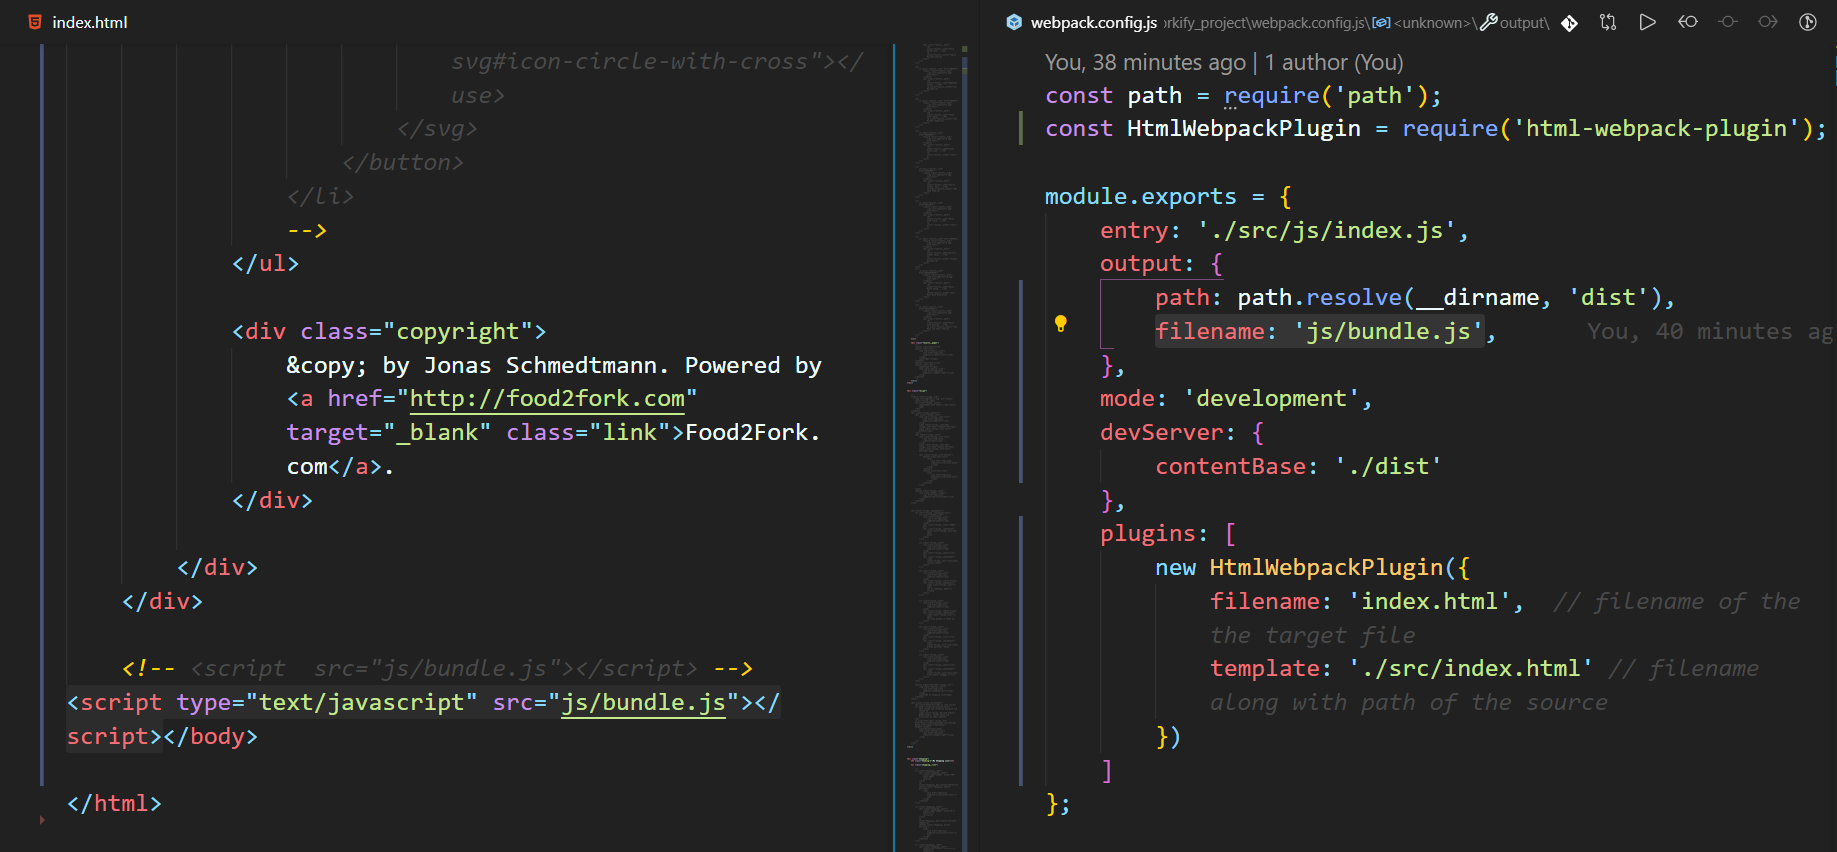 index.html
svg#icon-circle-with-cross"></
use>
</svg>
</button>
</li>
-->
</ul>
<div class="copyright">
&copy; by Jonas Schmedtmann. Powered by
<a href="http://food2fork.com"
target="_blank" class="link">Food2Fork.
com</a>.
</div>
</div>
</div>
<!-- <script  src="js/bundle.js"></script> -->
<script type="text/javascript" src="js/bundle.js"></
script></body>
</html>
webpack.config.js rkify_project\webpack.config.js\<unknown>\output\
You, 38 minutes ago | 1 author (You)
const path = require('path');
const HtmlWebpackPlugin = require('html-webpack-plugin');
module.exports = {
entry: './src/js/index.js',
output: {
path: path.resolve(__dirname, 'dist'),
filename: 'js/bundle.js', You, 40 minutes ag
},
mode: 'development',
devServer: {
contentBase: './dist'
},
plugins: [
new HtmlWebpackPlugin({
filename: 'index.html',  // filename of the
the target file
template: './src/index.html' // filename
along with path of the source
})
]
};